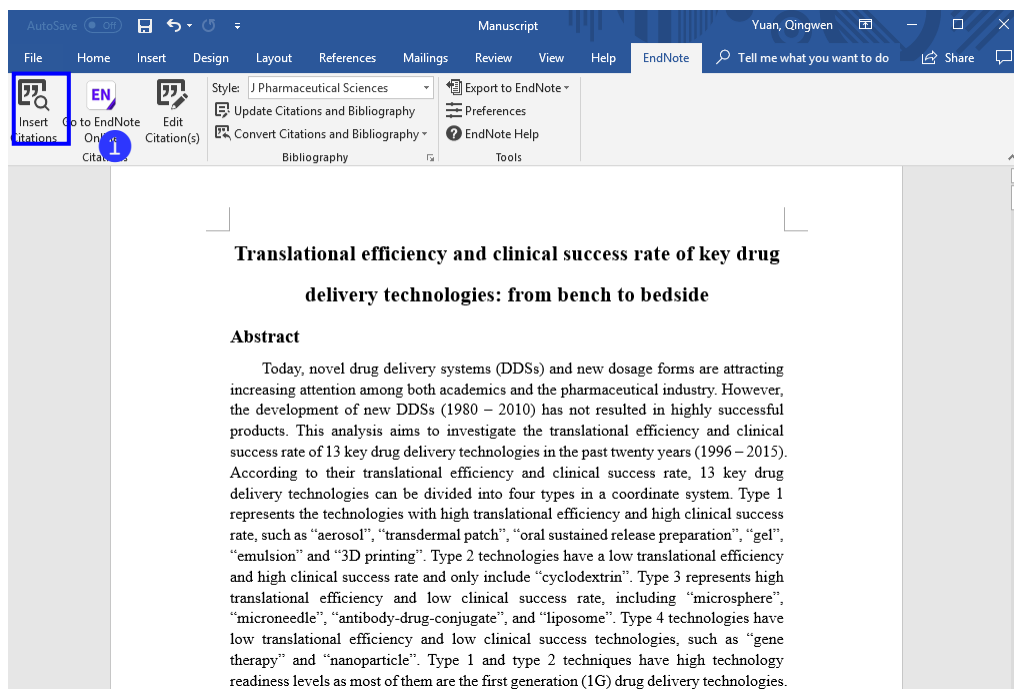 AutoSave Off Manuscript Yuan, Qingwen
File Home Insert Design Layout References Mailings Review View Help EndNote Tell me what you want to do Share
Style: J Pharmaceutical Sciences Export to EndNote
EN Update Citations and Bibliography Preferences
Insert Go to EndNote Edit Convert Citations and Bibliography EndNote Help
Citations Citation(s)
1
Bibliography Tools
Translational efficiency and clinical success rate of key drug
delivery technologies: from bench to bedside
Abstract
Today, novel drug delivery systems (DDSs) and new dosage forms are attracting
increasing attention among both academics and the pharmaceutical industry. However,
the development of new DDSs (1980 – 2010) has not resulted in highly successful
products. This analysis aims to investigate the translational efficiency and clinical
success rate of 13 key drug delivery technologies in the past twenty years (1996 – 2015).
According to their translational efficiency and clinical success rate, 13 key drug
delivery technologies can be divided into four types in a coordinate system. Type 1
represents the technologies with high translational efficiency and high clinical success
rate, such as “aerosol”, “transdermal patch”, “oral sustained release preparation”, “gel”,
“emulsion” and “3D printing”. Type 2 technologies have a low translational efficiency
and high clinical success rate and only include “cyclodextrin”. Type 3 represents high
translational efficiency and low clinical success rate, including “microsphere”,
“microneedle”, “antibody-drug-conjugate”, and “liposome”. Type 4 technologies have
low translational efficiency and low clinical success technologies, such as “gene
therapy” and “nanoparticle”. Type 1 and type 2 techniques have high technology
readiness levels as most of them are the first generation (1G) drug delivery technologies.